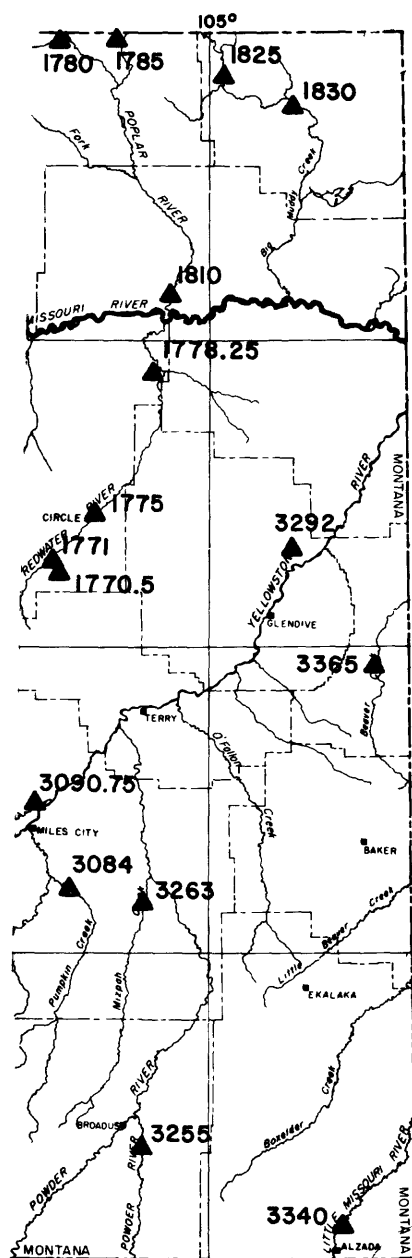 105°
1780
1785
1825
1830
POPLAR
RIVER
Fork
Creek
Muddy
Big
1810
MISSOURI
RIVER
1778.25
MONTANA
RIVER
1775
CIRCLE
RIVER
REDWATER
1771
1770.5
3292
YELLOWSTON
GLENDIVE
3365
Beaver
TERRY
O'Fallon
Creek
3090.75
MILES CITY
BAKER
3084
3263
Creek
Pumpkin
Creek
Mizpah
Little
Beaver
Creek
EKALAKA
RIVER
BROADUS
3255
POWDER
RIVER
POWDER
Boxelder
Creek
LITTLE MISSOURI RIVER
3340
ALZADA
MONTANA
MONTANA